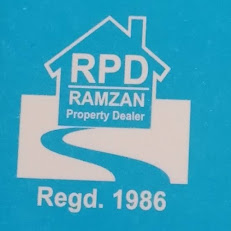 RPD
RAMZAN
Property Dealer
Regd. 1986